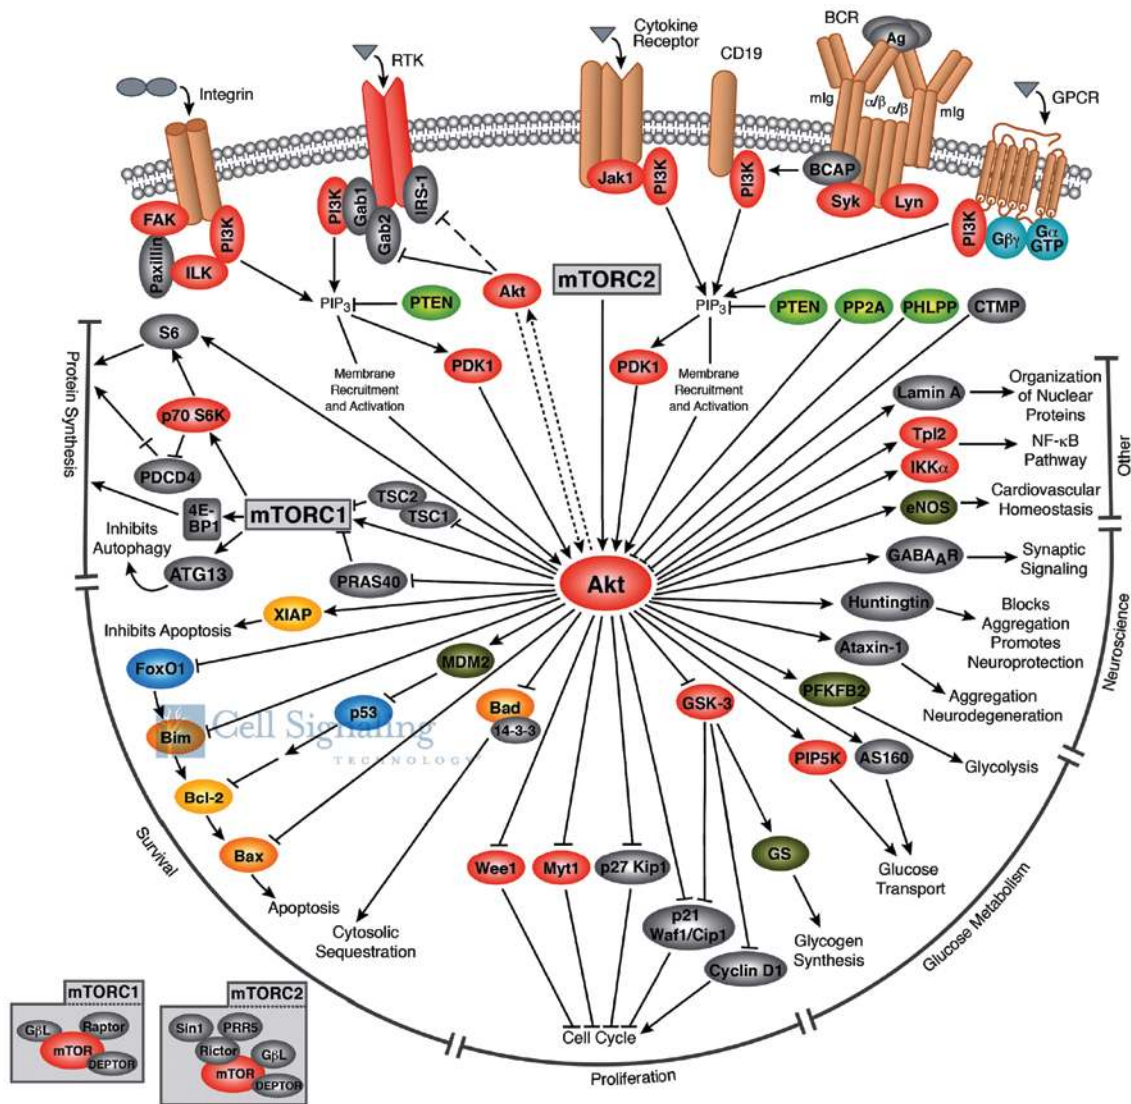 Integrin
RTK
Cytokine
Receptor
CD19
BCR
Ag
mIg
α/β
α/β
mIg
GPCR
FAK
PI3K
Paxillin
ILK
PI3K
Gab1
Gab2
IRS-1
Jak1
PI3K
PI3K
BCAP
Syk
Lyn
PI3K
Gβγ
Gα
GTP
PIP3
PTEN
Akt
mTORC2
PIP3
PTEN
PP2A
PHLPP
CTMP
PDK1
Membrane
Recruitment
and Activation
PDK1
Membrane
Recruitment
and Activation
Protein Synthesis
S6
p70 S6K
PDCD4
4E-
BP1
mTORC1
TSC2
TSC1
Inhibits
Autophagy
ATG13
PRAS40
Akt
Lamin A
Organization
of Nuclear
Proteins
Tpl2
IKKα
NF-κB
Pathway
eNOS
Cardiovascular
Homeostasis
Other
GABAAR
Synaptic
Signaling
Huntingtin
Blocks
Aggregation
Promotes
Neuroprotection
Ataxin-1
Aggregation
Neurodegeneration
Neuroscience
XIAP
Inhibits Apoptosis
FoxO1
MDM2
p53
Bim
Bcl-2
Bax
Apoptosis
Bad
14-3-3
Cytosolic
Sequestration
Cell Signaling
TECHNOLOGY®
Survival
GSK-3
PFKFB2
PIP5K
AS160
Glycolysis
Glucose
Transport
GS
Glycogen
Synthesis
Glucose Metabolism
Wee1
Myt1
p27 Kip1
p21
Waf1/Cip1
Cyclin D1
Cell Cycle
Proliferation
mTORC1
GβL
Raptor
mTOR
DEPTOR
mTORC2
Sin1
PRR5
Rictor
GβL
mTOR
DEPTOR